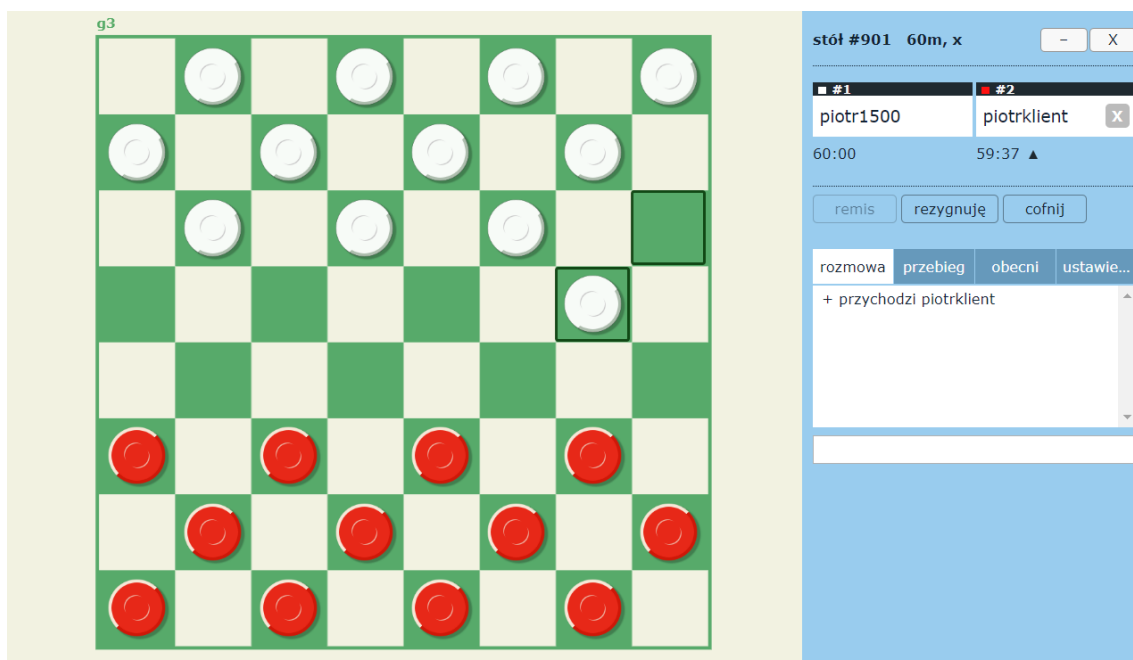 g3
stół #901 60m, x
– X
#1 #2
piotr1500 piotrklient X
60:00 59:37 ▲
remis rezygnuję cofnij
rozmowa przebieg obecni ustawie...
+ przychodzi piotrklient